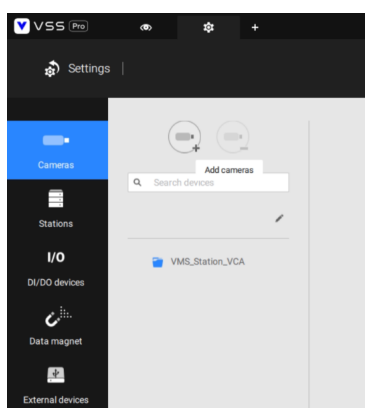 VSS Pro
Settings
Cameras
Add cameras
Search devices
Stations
VMS_Station_VCA
I/O
DI/DO devices
Data magnet
External devices